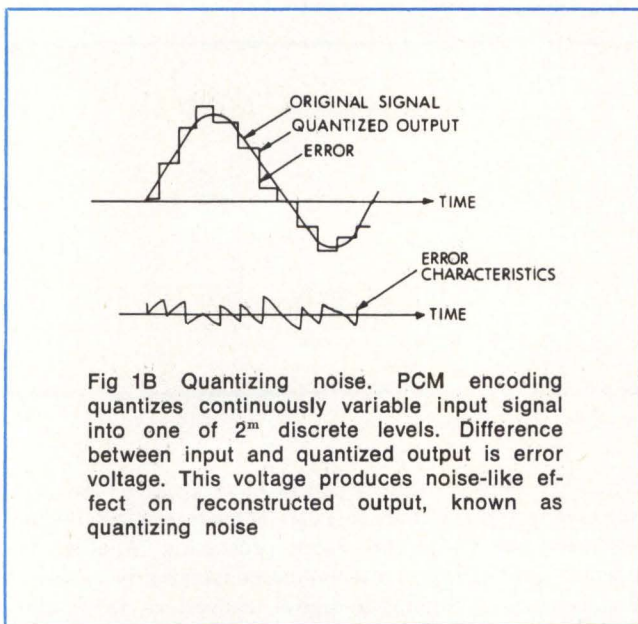 ORIGINAL SIGNAL
QUANTIZED OUTPUT
ERROR
TIME
ERROR
CHARACTERISTICS
TIME
Fig 1B Quantizing noise. PCM encoding
quantizes continuously variable input signal
into one of 2ᵐ discrete levels. Difference
between input and quantized output is error
voltage. This voltage produces noise-like ef-
fect on reconstructed output, known as
quantizing noise